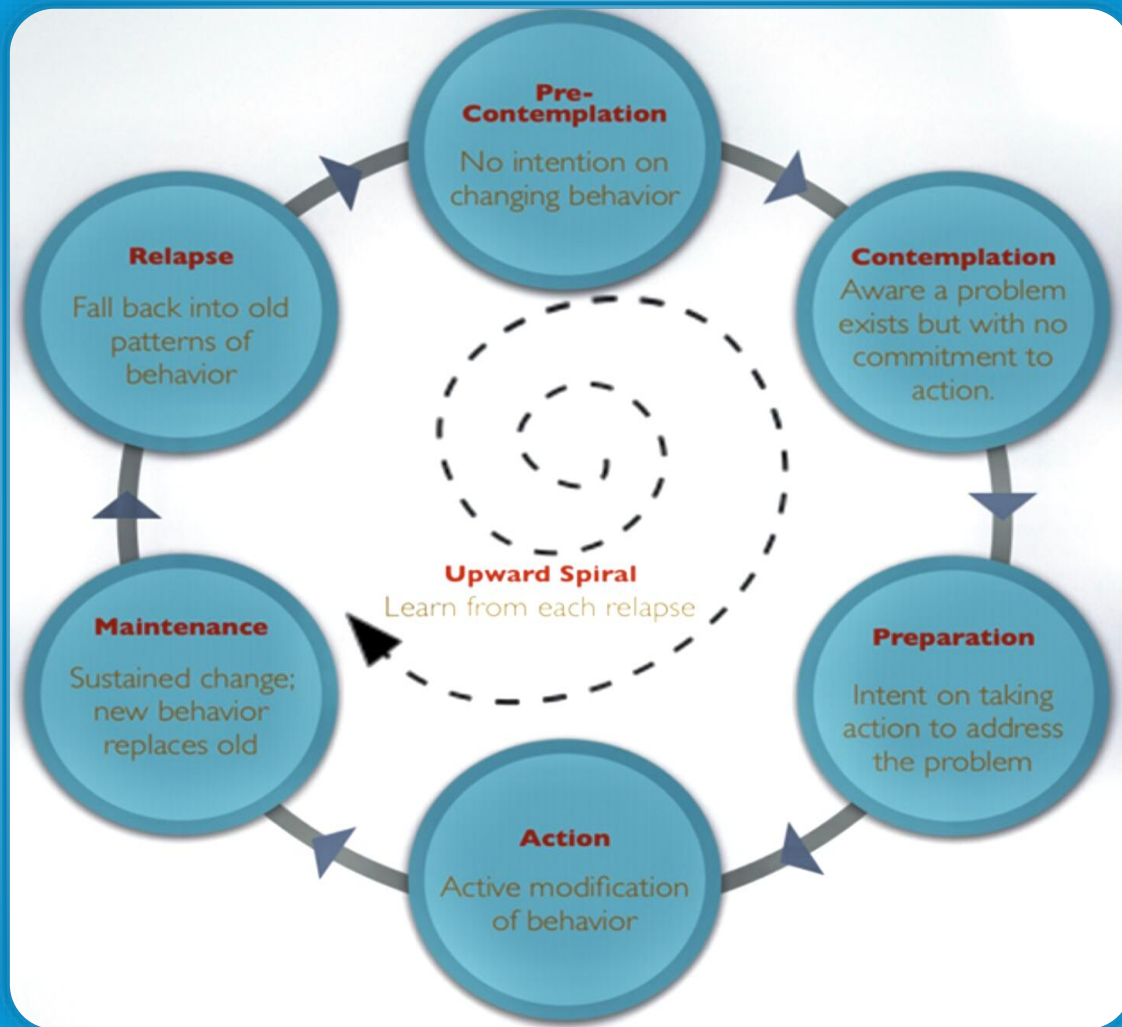 Pre-
Contemplation
No intention on
changing behavior
Contemplation
Aware a problem
exists but with no
commitment to
action.
Preparation
Intent on taking
action to address
the problem
Action
Active modification
of behavior
Maintenance
Sustained change;
new behavior
replaces old
Relapse
Fall back into old
patterns of
behavior
Upward Spiral
Learn from each relapse